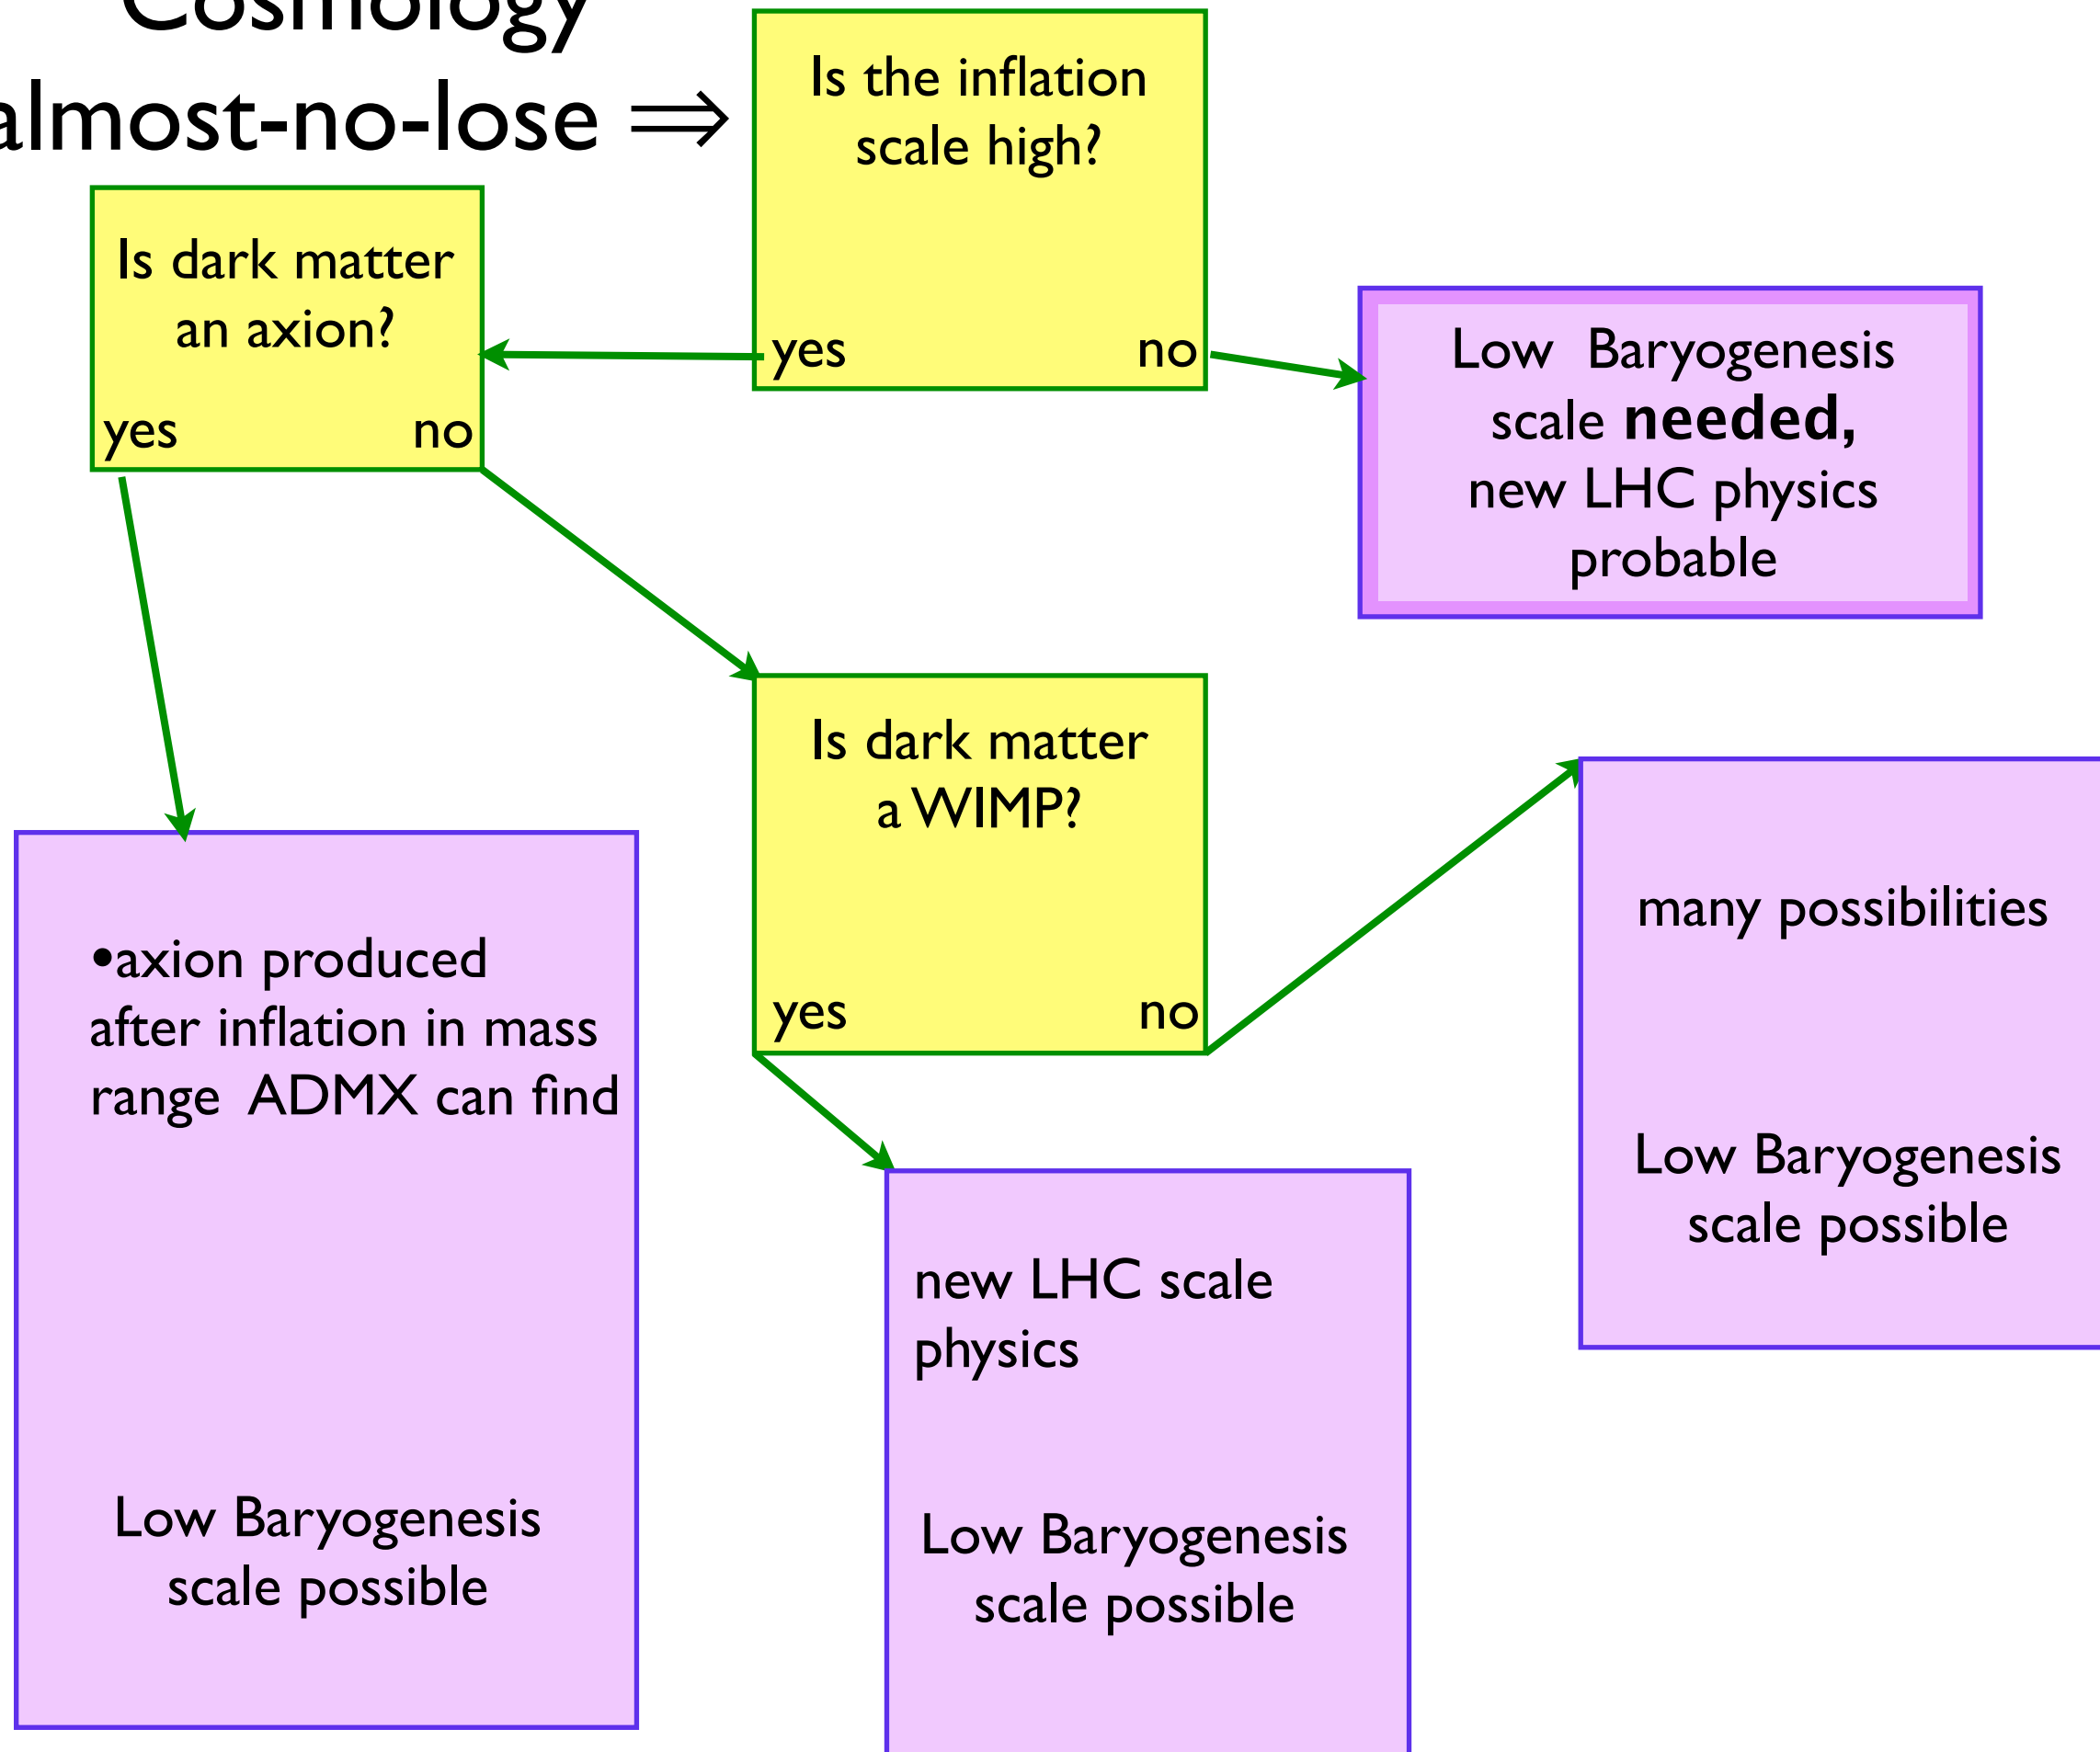 Cosmology
almost-no-lose ⇒
Is the inflation
scale high?
yes no
Is dark matter
an axion?
yes no
Low Baryogenesis
scale needed,
new LHC physics
probable
Is dark matter
a WIMP?
yes no
many possibilities
Low Baryogenesis
scale possible
•axion produced
after inflation in mass
range ADMX can find
Low Baryogenesis
scale possible
new LHC scale
physics
Low Baryogenesis
scale possible